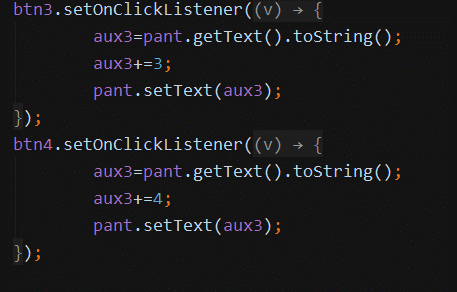 btn3.setOnClickListener((v) → {
aux3=pant.getText().toString();
aux3+=3;
pant.setText(aux3);
});
btn4.setOnClickListener((v) → {
aux3=pant.getText().toString();
aux3+=4;
pant.setText(aux3);
});